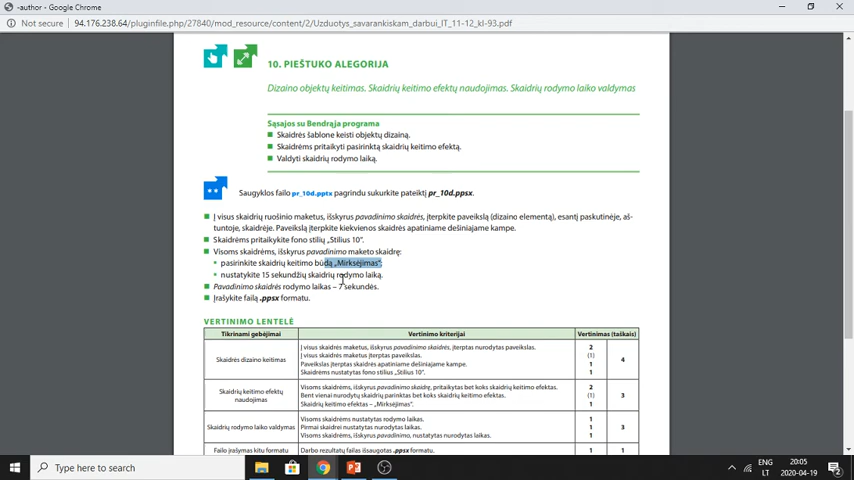 -author - Google Chrome
Not secure | 94.176.238.64/pluginfile.php/27840/mod_resource/content/2/Uzduotys_savarankiskam_darbui_IT_11-12_kl-93.pdf
10. PIEŠTUKO ALEGORIJA
Dizaino objektų keitimas. Skaidrių keitimo efektų naudojimas. Skaidrių rodymo laiko valdymas
Sąsajos su Bendrąja programa
Skaidrės šablone keisti objektų dizainą.
Skaidrėms pritaikyti pasirinktą skaidrių keitimo efektą.
Valdyti skaidrių rodymo laiką.
Saugyklos failo pr_10d.pptx pagrindu sukurkite pateiktį pr_10d.ppsx.
Į visus skaidrių ruošinio maketus, išskyrus pavadinimo skaidrės, įterpkite paveikslą (dizaino elementą), esantį paskutinėje, aš-
tuntoje, skaidrėje. Paveikslą įterpkite kiekvienos skaidrės apatiniame dešiniajame kampe.
Skaidrėms pritaikykite fono stilių „Stilius 10“.
Visoms skaidrėms, išskyrus pavadinimo maketo skaidrę:
• pasirinkite skaidrių keitimo būdą „Mirksėjimas“;
• nustatykite 15 sekundžių skaidrių rodymo laiką.
Pavadinimo skaidrės rodymo laikas – 7 sekundės.
Įrašykite failą .ppsx formatu.
VERTINIMO LENTELĖ
Tikrinami gebėjimai Vertinimo kriterijai Vertinimas (taškais)
Skaidrės dizaino keitimas
Į visus skaidrės maketus, išskyrus pavadinimo skaidrės, įterptas nurodytas paveikslas. 2
Į visus skaidrės maketus įterptas paveikslas. (1)
Paveikslas įterptas skaidrės apatiniame dešiniajame kampe. 1
Skaidrėms nustatytas fono stilius „Stilius 10“. 1
4
Skaidrių keitimo efektų
naudojimas
Visoms skaidrėms, išskyrus pavadinimo skaidrę, pritaikytas bet koks skaidrių keitimo efektas. 2
Bent vienai nurodytų skaidrių parinktas bet koks skaidrių keitimo efektas. (1)
Skaidrių keitimo efektas – „Mirksėjimas“. 1
3
Skaidrių rodymo laiko valdymas
Visoms skaidrėms nustatytas rodymo laikas. 1
Pirmai skaidrei nustatytas nurodytas rodymo laikas. 1
Visoms skaidrėms, išskyrus pavadinimo, nustatytas nurodytas laikas. 1
3
Failo įrašymas kitu formatu Darbo rezultatų failas išsaugotas .ppsx formatu. 1 1
Type here to search
ENG
LT
20:05
2020-04-19
2